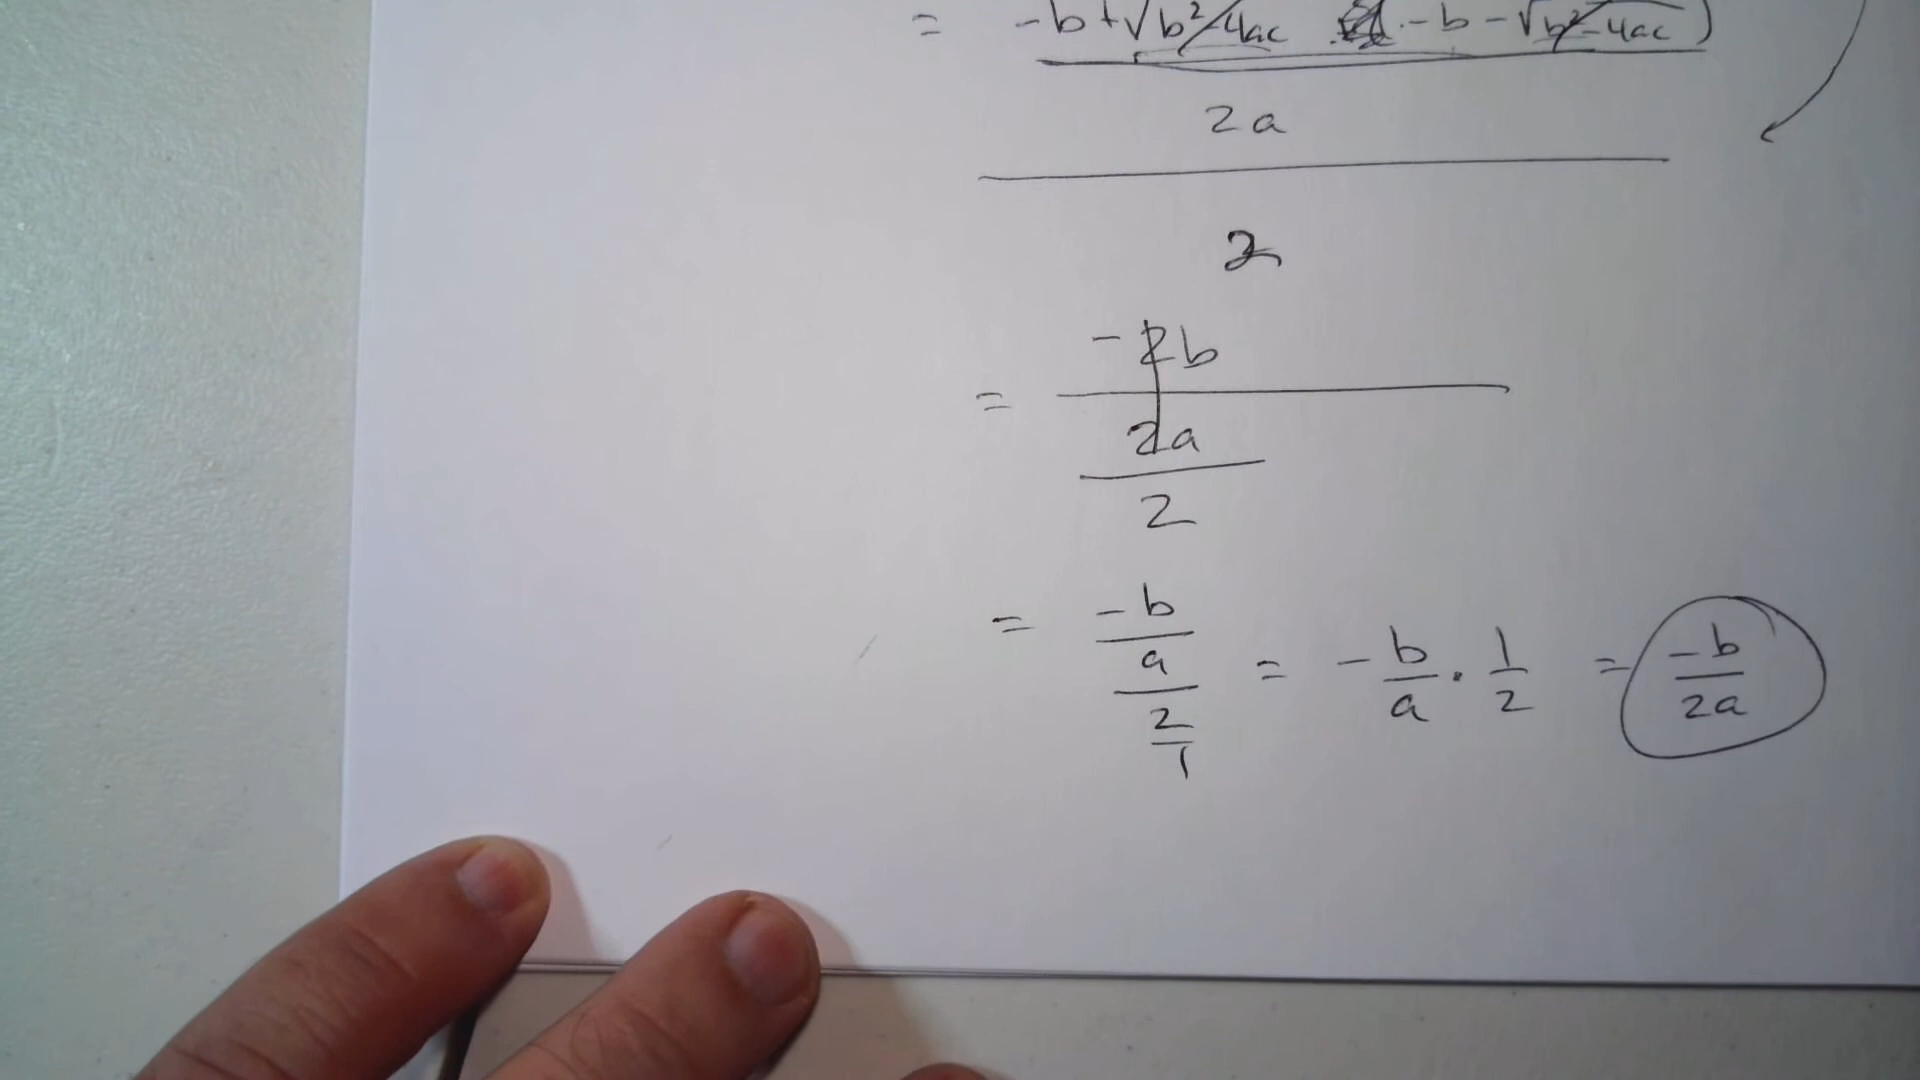 = -b+√b²-4ac -b-√b²-4ac)
2a
2
= -2b
2a
2
= -b/a / 2/1 = -b/a · 1/2 = -b/2a